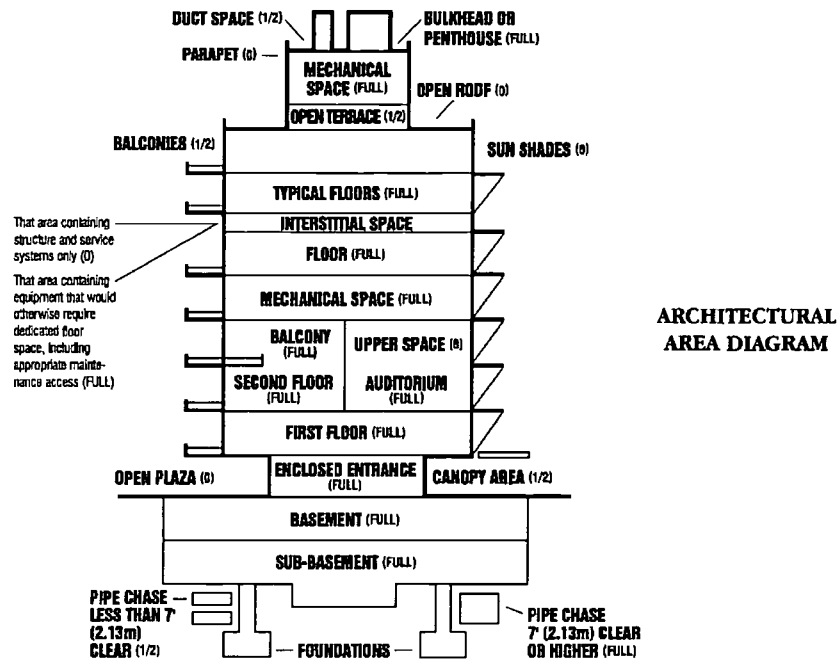 DUCT SPACE (1/2)
BULKHEAD OR
PENTHOUSE (FULL)
PARAPET (0)
MECHANICAL
SPACE (FULL)
OPEN ROOF (0)
OPEN TERRACE (1/2)
BALCONIES (1/2)
SUN SHADES (0)
TYPICAL FLOORS (FULL)
That area containing
structure and service
systems only (0)
INTERSTITIAL SPACE
FLOOR (FULL)
That area containing
equipment that would
otherwise require
dedicated floor
space, including
appropriate mainte-
nance access (FULL)
MECHANICAL SPACE (FULL)
ARCHITECTURAL
AREA DIAGRAM
BALCONY
(FULL)
UPPER SPACE (0)
SECOND FLOOR
(FULL)
AUDITORIUM
(FULL)
FIRST FLOOR (FULL)
OPEN PLAZA (0)
ENCLOSED ENTRANCE
(FULL)
CANOPY AREA (1/2)
BASEMENT (FULL)
SUB-BASEMENT (FULL)
PIPE CHASE
LESS THAN 7'
(2.13m)
CLEAR (1/2)
FOUNDATIONS
PIPE CHASE
7' (2.13m) CLEAR
OR HIGHER (FULL)